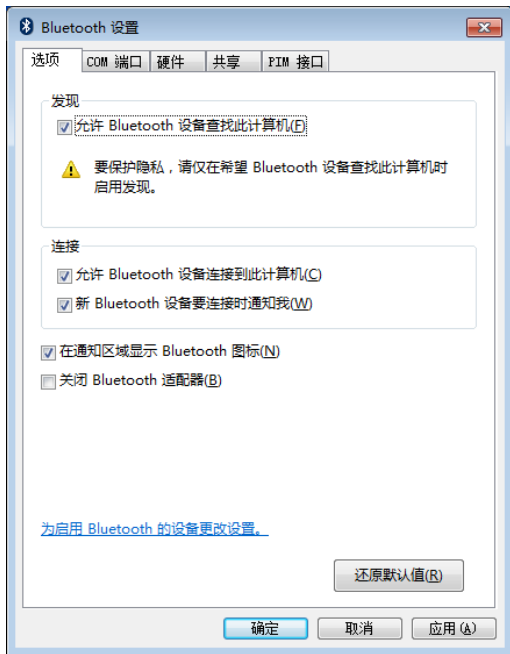 Bluetooth 设置
选项 COM 端口 硬件 共享 PIM 接口
发现
允许 Bluetooth 设备查找此计算机(F)
要保护隐私，请仅在希望 Bluetooth 设备查找此计算机时
启用发现。
连接
允许 Bluetooth 设备连接到此计算机(C)
新 Bluetooth 设备要连接时通知我(W)
在通知区域显示 Bluetooth 图标(N)
关闭 Bluetooth 适配器(B)
为启用 Bluetooth 的设备更改设置。
还原默认值(R)
确定 取消 应用(A)